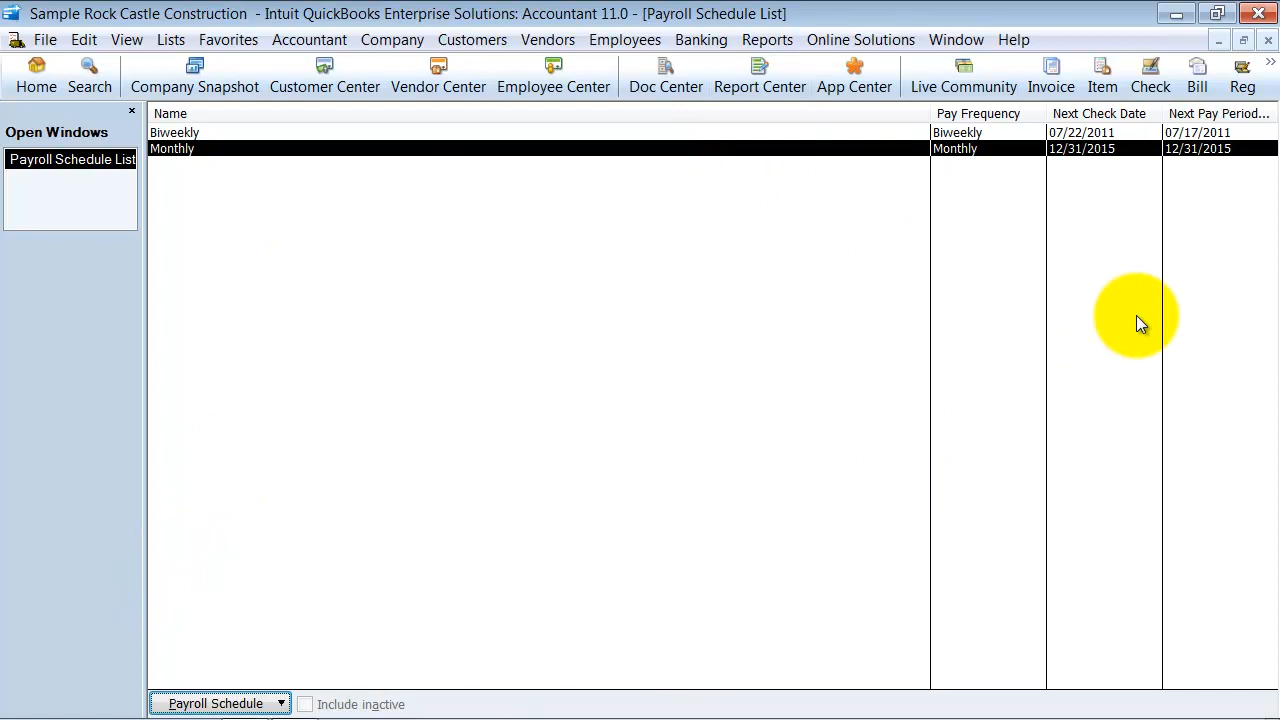 Sample Rock Castle Construction - Intuit QuickBooks Enterprise Solutions: Accountant 11.0 - [Payroll Schedule List]
File Edit View Lists Favorites Accountant Company Customers Vendors Employees Banking Reports Online Solutions Window Help
Home Search Company Snapshot Customer Center Vendor Center Employee Center Doc Center Report Center App Center Live Community Invoice Item Check Bill Reg
Open Windows
Payroll Schedule List
Name Pay Frequency Next Check Date Next Pay Period...
Biweekly Biweekly 07/22/2011 07/17/2011
Monthly Monthly 12/31/2015 12/31/2015
Payroll Schedule Include inactive